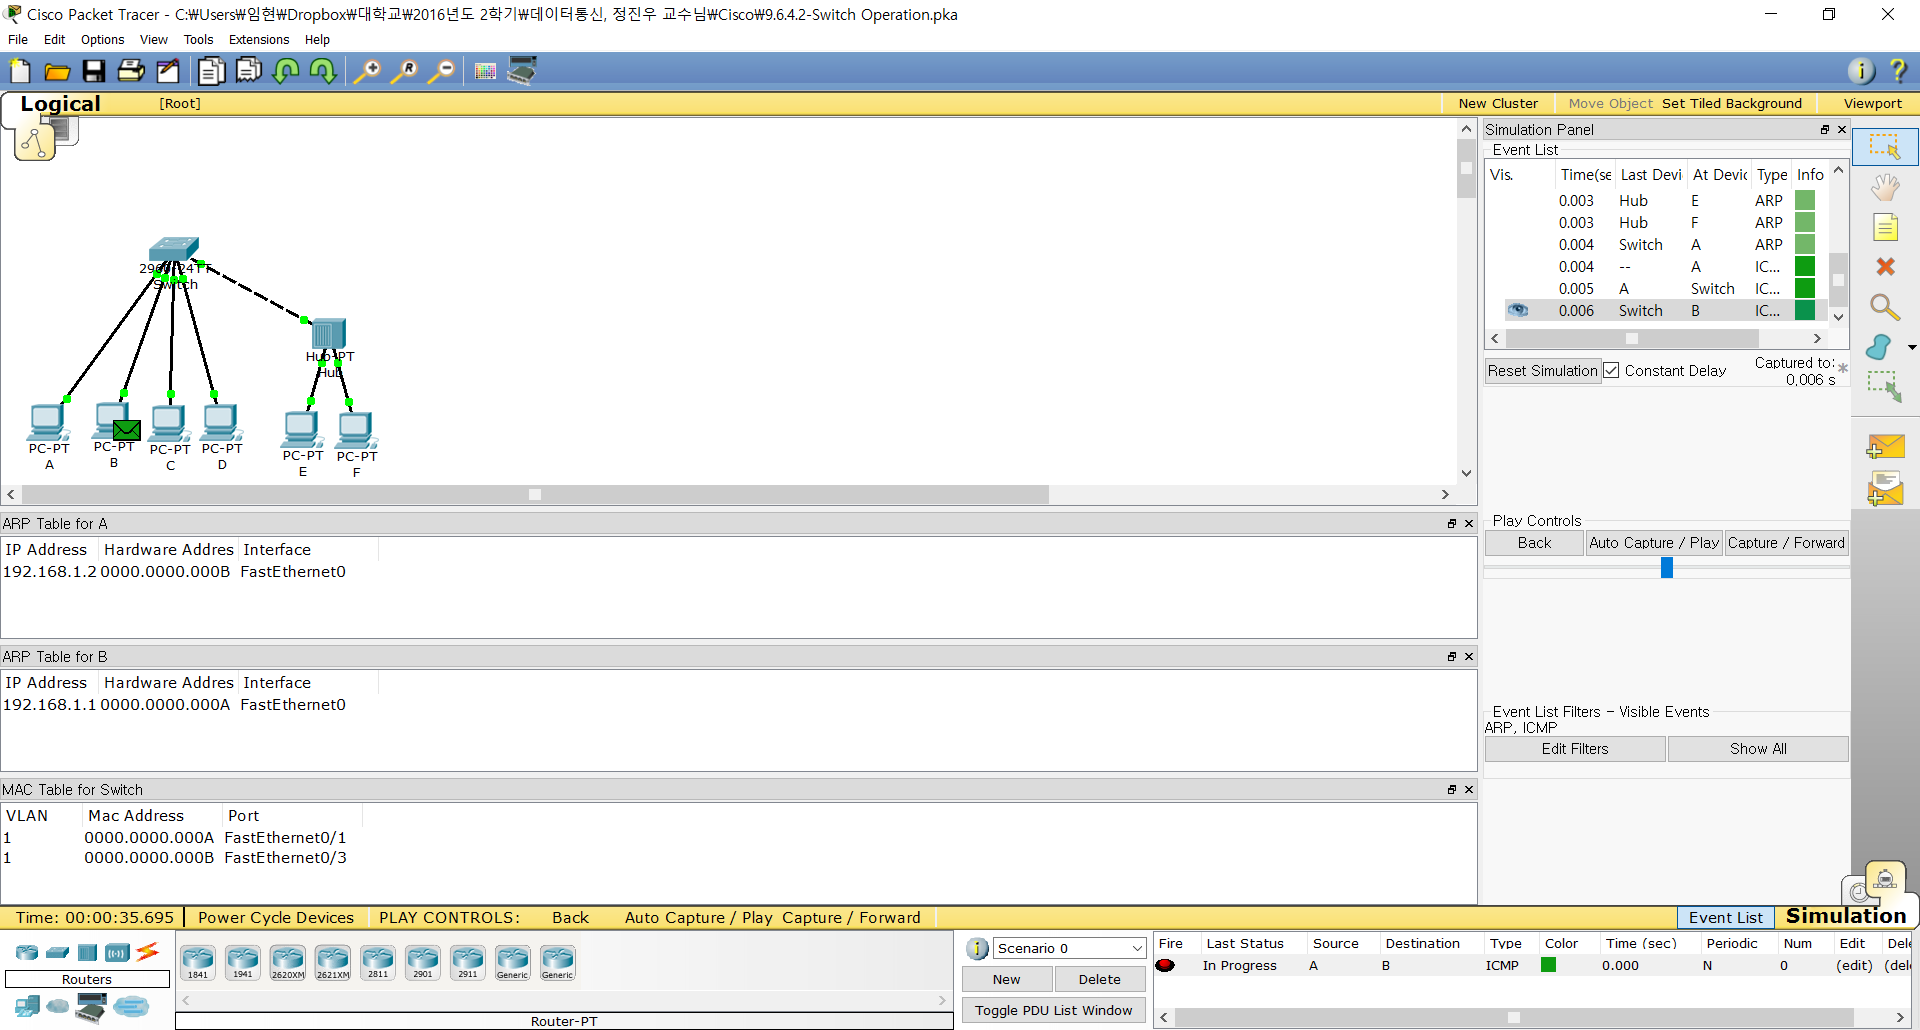 Cisco Packet Tracer - C:₩Users₩임현₩Dropbox₩대학교₩2016년도 2학기₩데이터통신, 정진우 교수님₩Cisco₩9.6.4.2-Switch Operation.pka
File Edit Options View Tools Extensions Help
Logical [Root] New Cluster Move Object Set Tiled Background Viewport
2960-24TT
Switch
Hub-PT
Hub
PC-PT
A
PC-PT
B
PC-PT
C
PC-PT
D
PC-PT
E
PC-PT
F
Simulation Panel
Event List
Vis. Time(se Last Devi At Devic Type Info
0.003 Hub E ARP
0.003 Hub F ARP
0.004 Switch A ARP
0.004 -- A IC...
0.005 A Switch IC...
0.006 Switch B IC...
Reset Simulation Constant Delay Captured to:
0.006 s
Play Controls
Back Auto Capture / Play Capture / Forward
Event List Filters - Visible Events
ARP, ICMP
Edit Filters Show All
ARP Table for A
IP Address Hardware Addres Interface
192.168.1.2 0000.0000.000B FastEthernet0
ARP Table for B
IP Address Hardware Addres Interface
192.168.1.1 0000.0000.000A FastEthernet0
MAC Table for Switch
VLAN Mac Address Port
1 0000.0000.000A FastEthernet0/1
1 0000.0000.000B FastEthernet0/3
Time: 00:00:35.695 Power Cycle Devices PLAY CONTROLS: Back Auto Capture / Play Capture / Forward Event List Simulation
Routers
1841 1941 2620XM 2621XM 2811 2901 2911 Generic Generic
Router-PT
Scenario 0
New Delete
Toggle PDU List Window
Fire Last Status Source Destination Type Color Time (sec) Periodic Num Edit Dele
In Progress A B ICMP 0.000 N 0 (edit) (dele